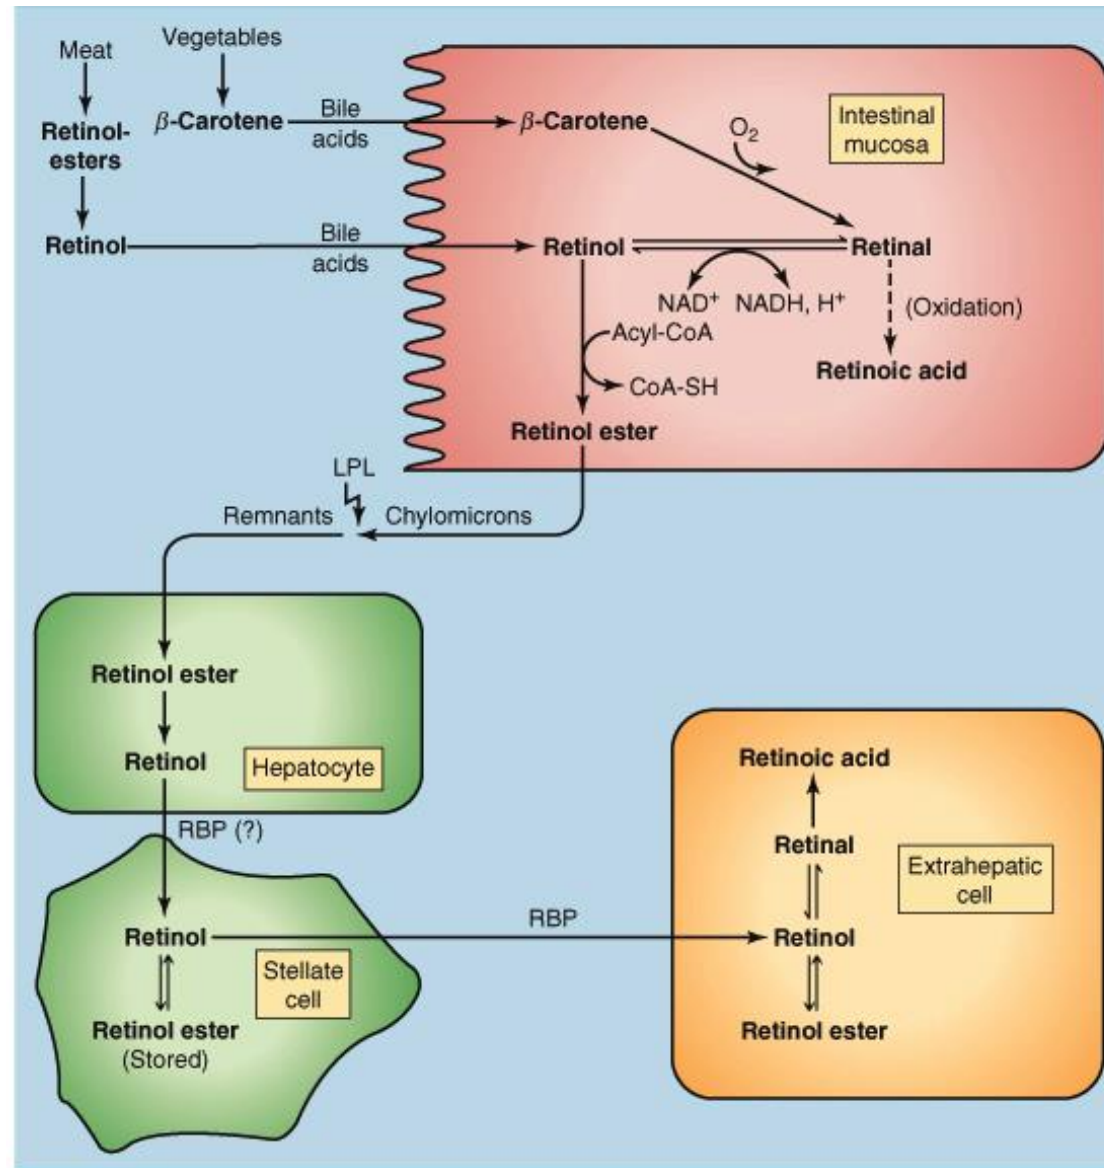 Meat
Vegetables
Retinol-
esters
β-Carotene
Bile
acids
β-Carotene
O₂
Intestinal
mucosa
Retinol
Bile
acids
Retinol
Retinal
NAD⁺
NADH, H⁺
(Oxidation)
Acyl-CoA
CoA-SH
Retinoic acid
Retinol ester
LPL
Remnants
Chylomicrons
Retinol ester
Retinol
Hepatocyte
RBP (?)
Retinol
Stellate
cell
Retinol ester
(Stored)
RBP
Retinoic acid
Retinal
Extrahepatic
cell
Retinol
Retinol ester